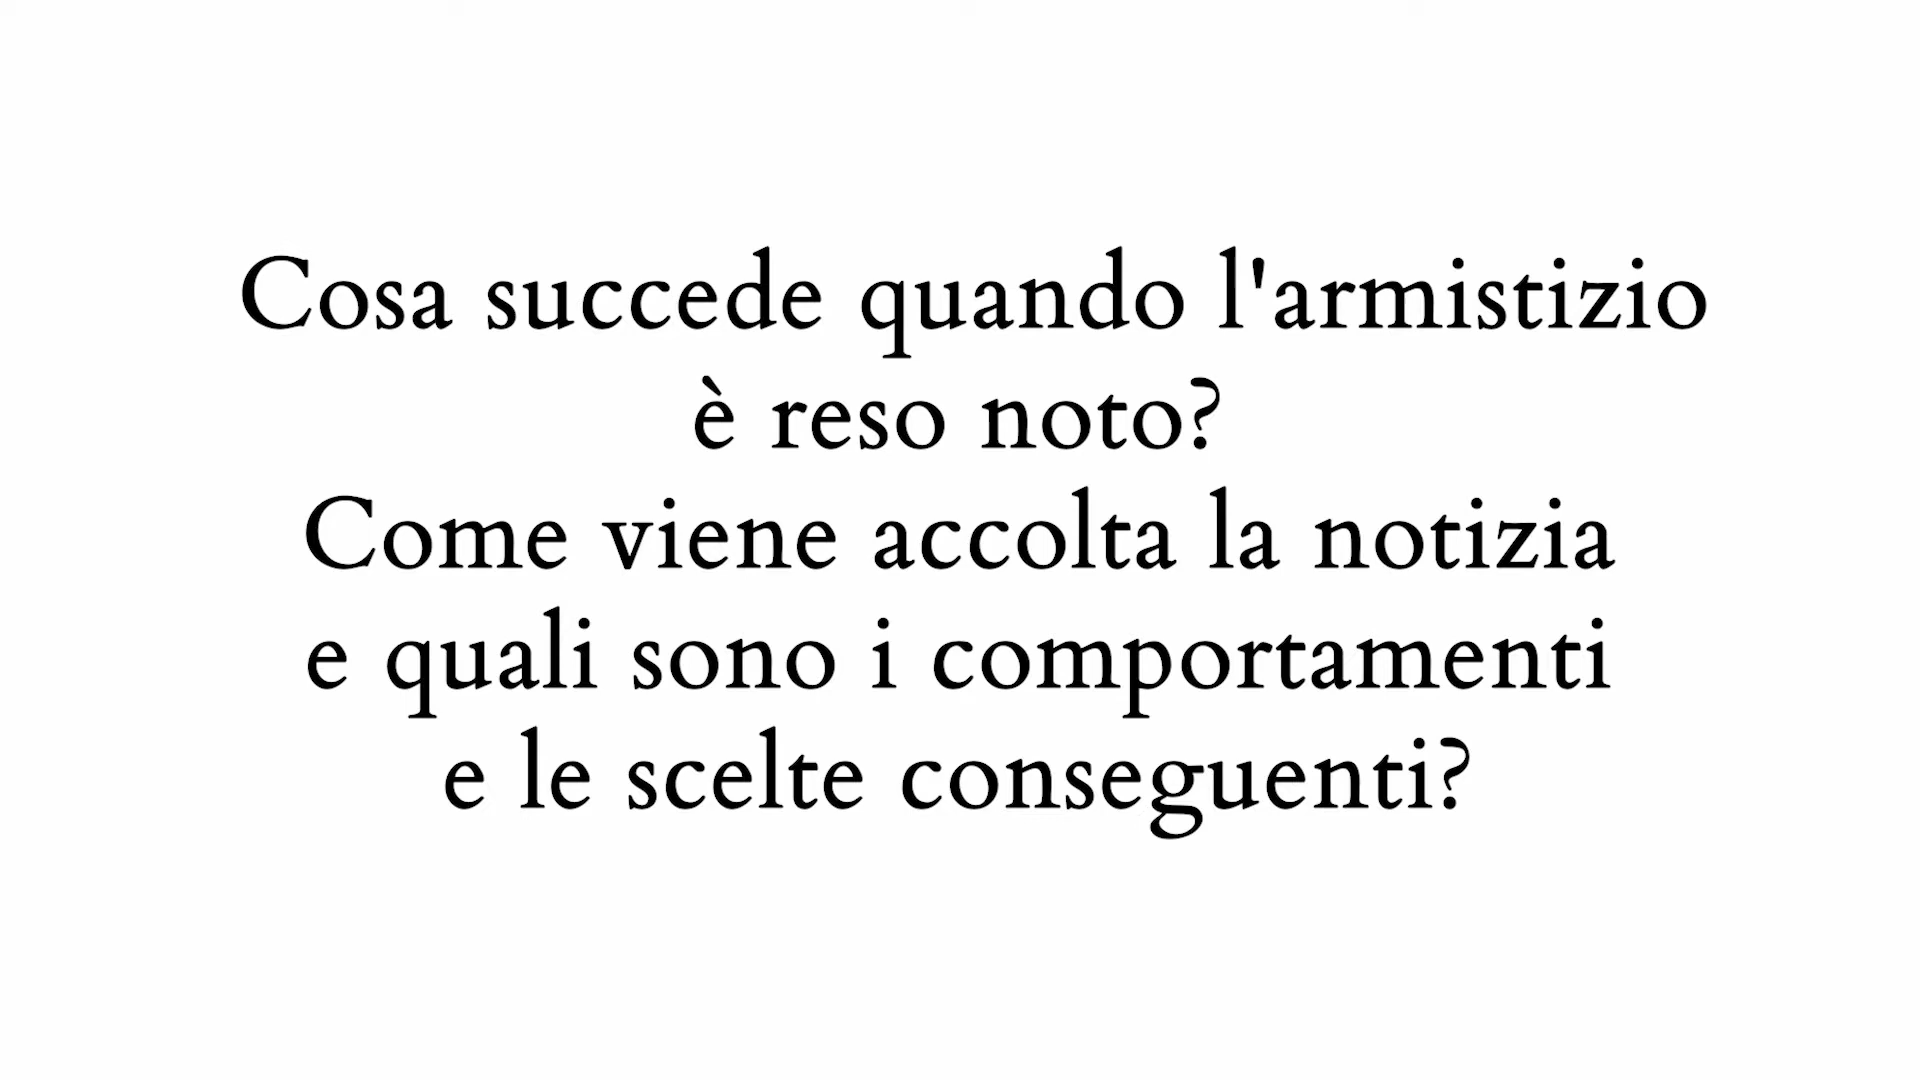 Cosa succede quando l'armistizio
è reso noto?
Come viene accolta la notizia
e quali sono i comportamenti
e le scelte conseguenti?